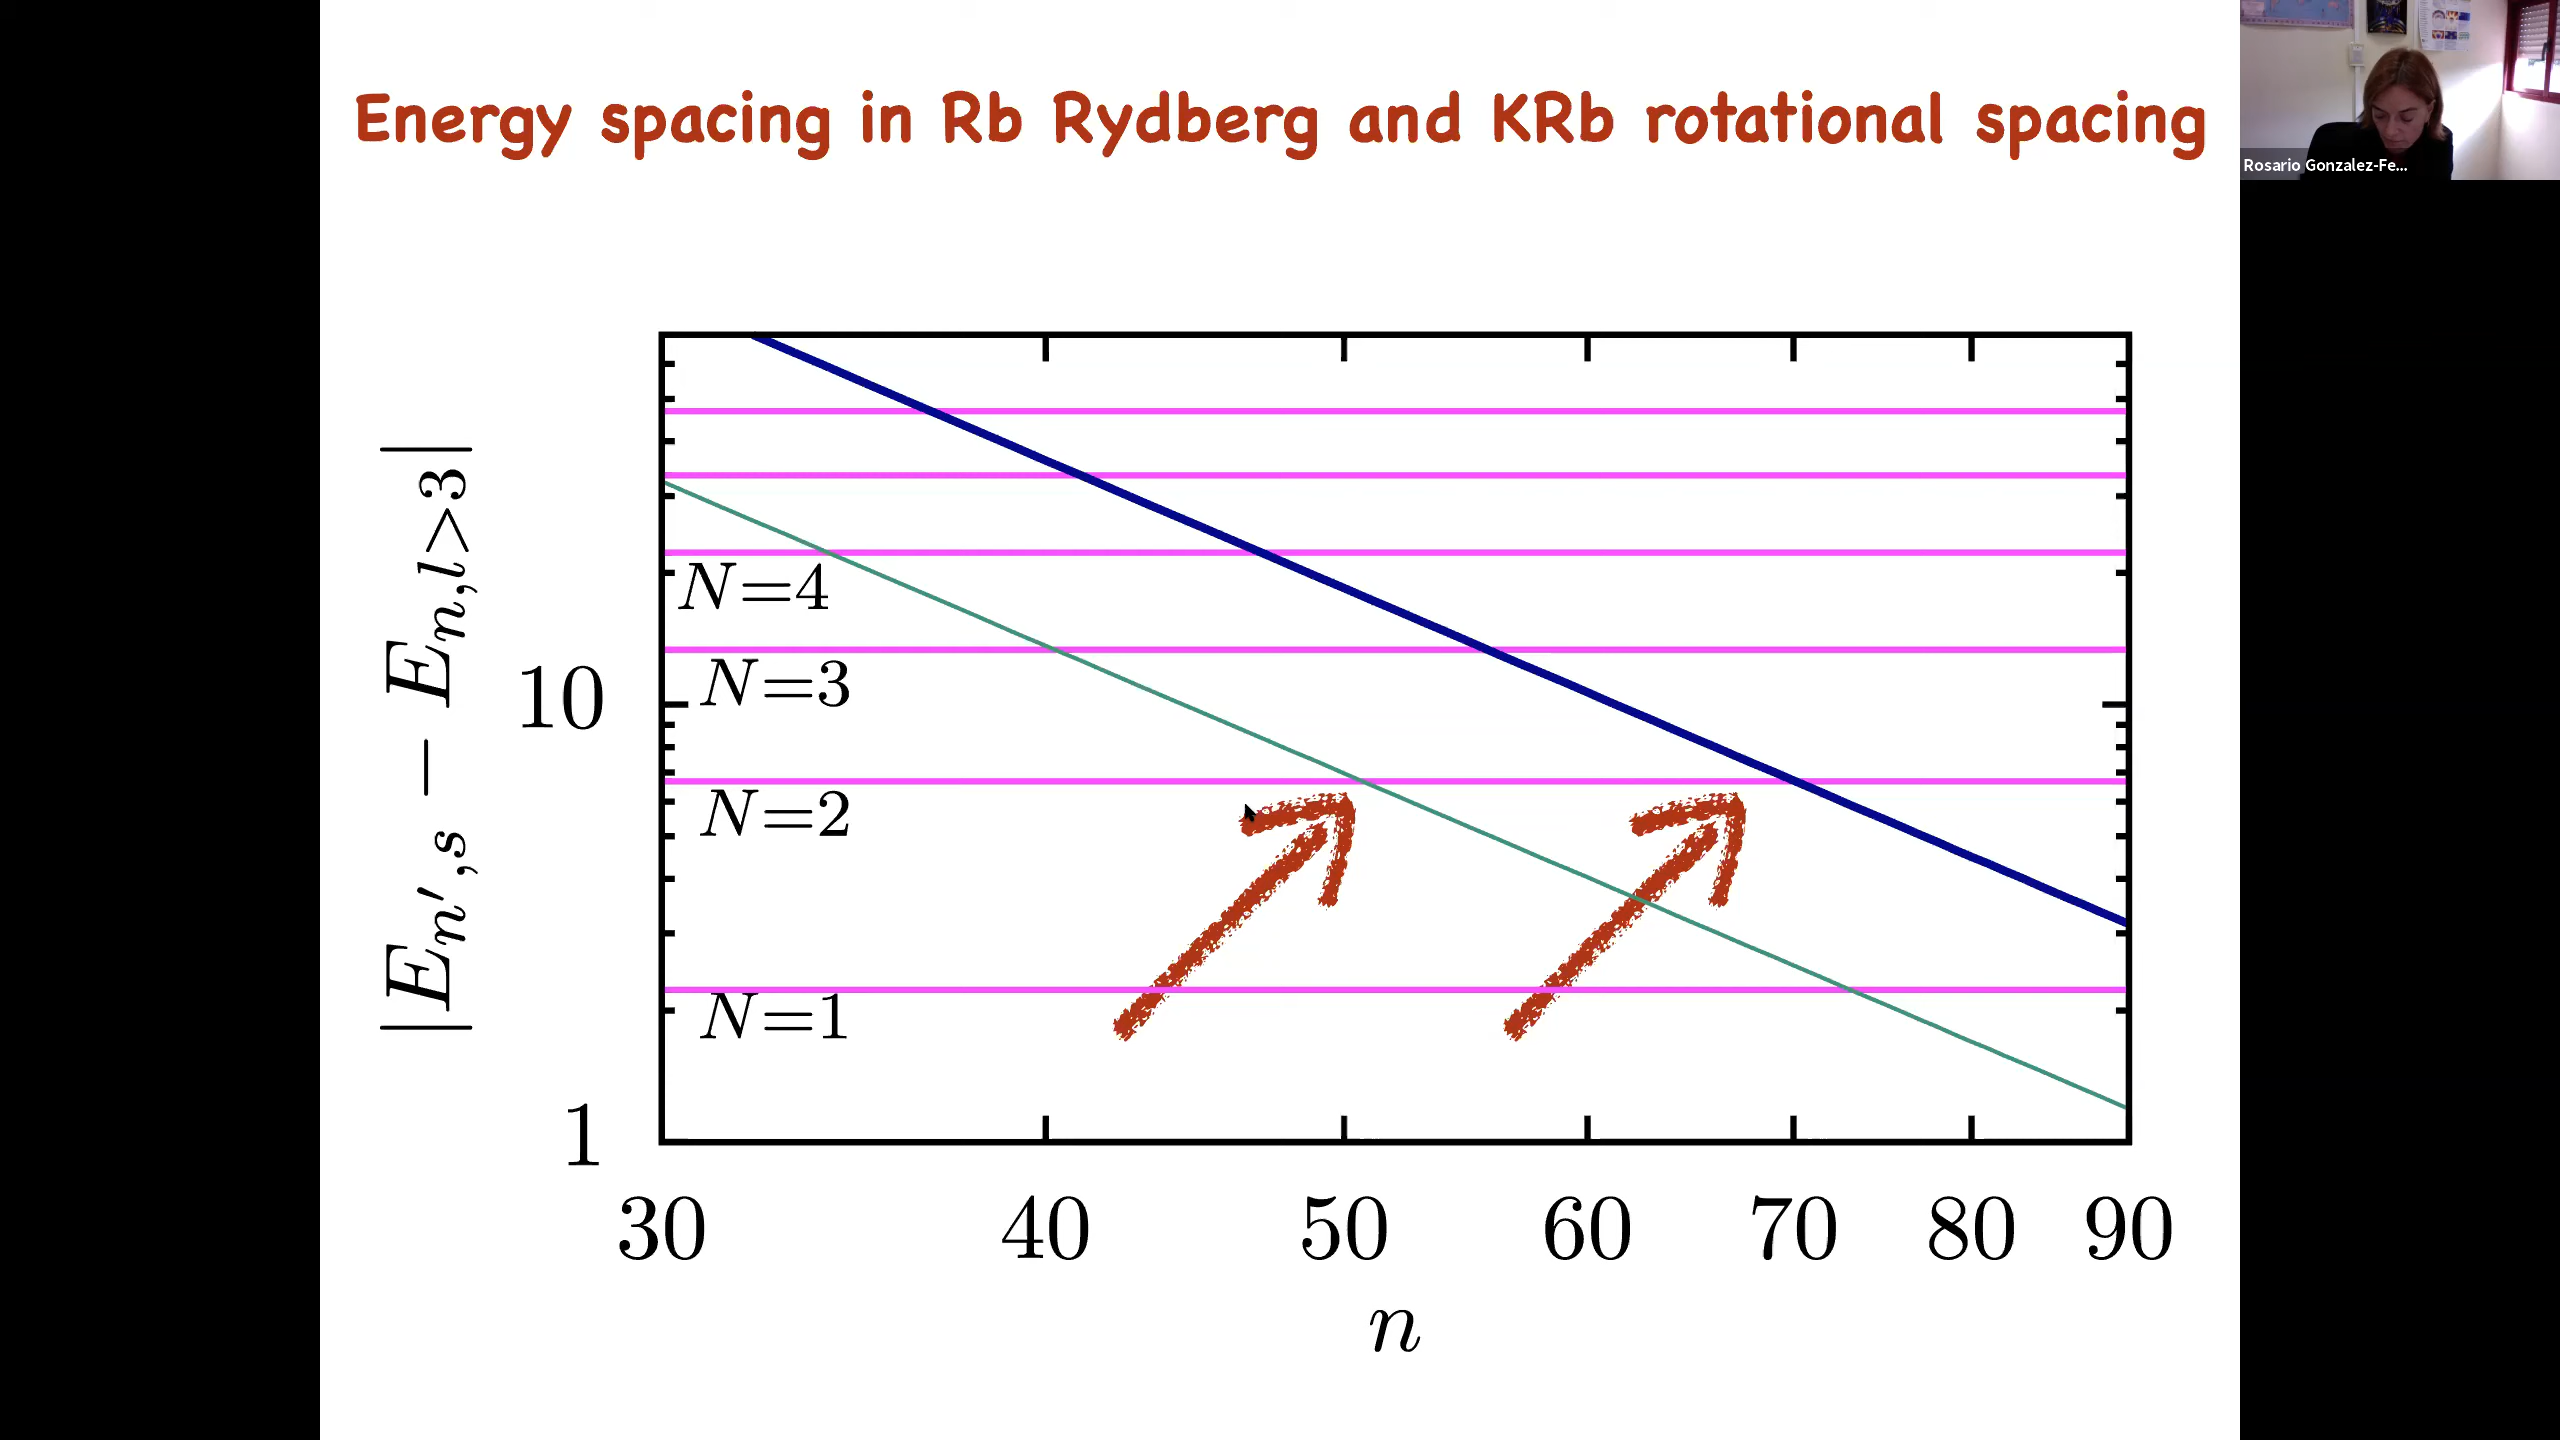 Energy spacing in Rb Rydberg and KRb rotational spacing
Rosario Gonzalez-Fe...
|E_{n',s} − E_{n,l>3}|
N=4
10
N=3
N=2
N=1
1
30 40 50 60 70 80 90
n